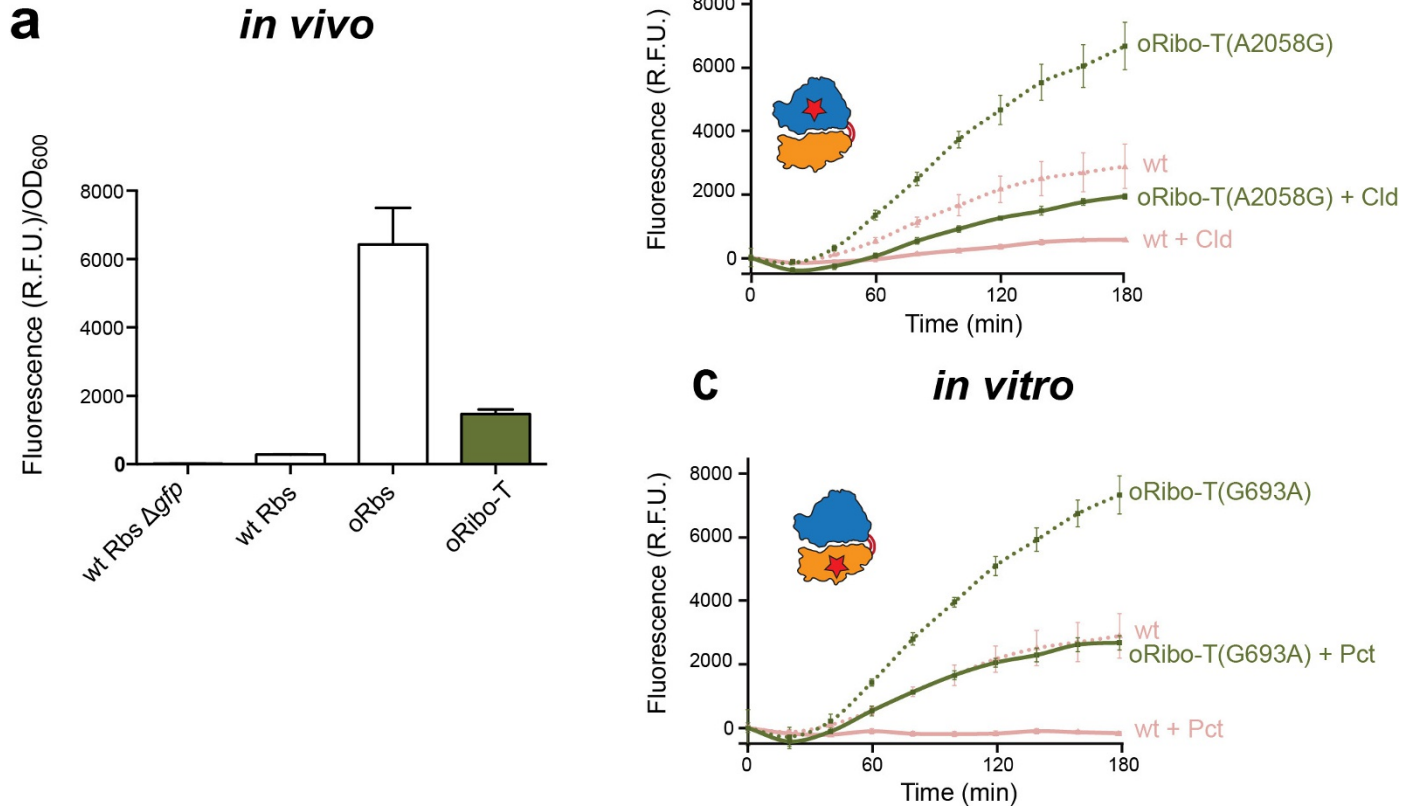 a
in vivo
Fluorescence (R.F.U.)/OD600
8000
6000
4000
2000
0
wt Rbs Δgfp
wt Rbs
oRbs
oRibo-T
Fluorescence (R.F.U.)
8000
6000
4000
2000
0
0
60
120
180
Time (min)
oRibo-T(A2058G)
wt
oRibo-T(A2058G) + Cld
wt + Cld
c
in vitro
Fluorescence (R.F.U.)
8000
6000
4000
2000
0
0
60
120
180
Time (min)
oRibo-T(G693A)
wt
oRibo-T(G693A) + Pct
wt + Pct